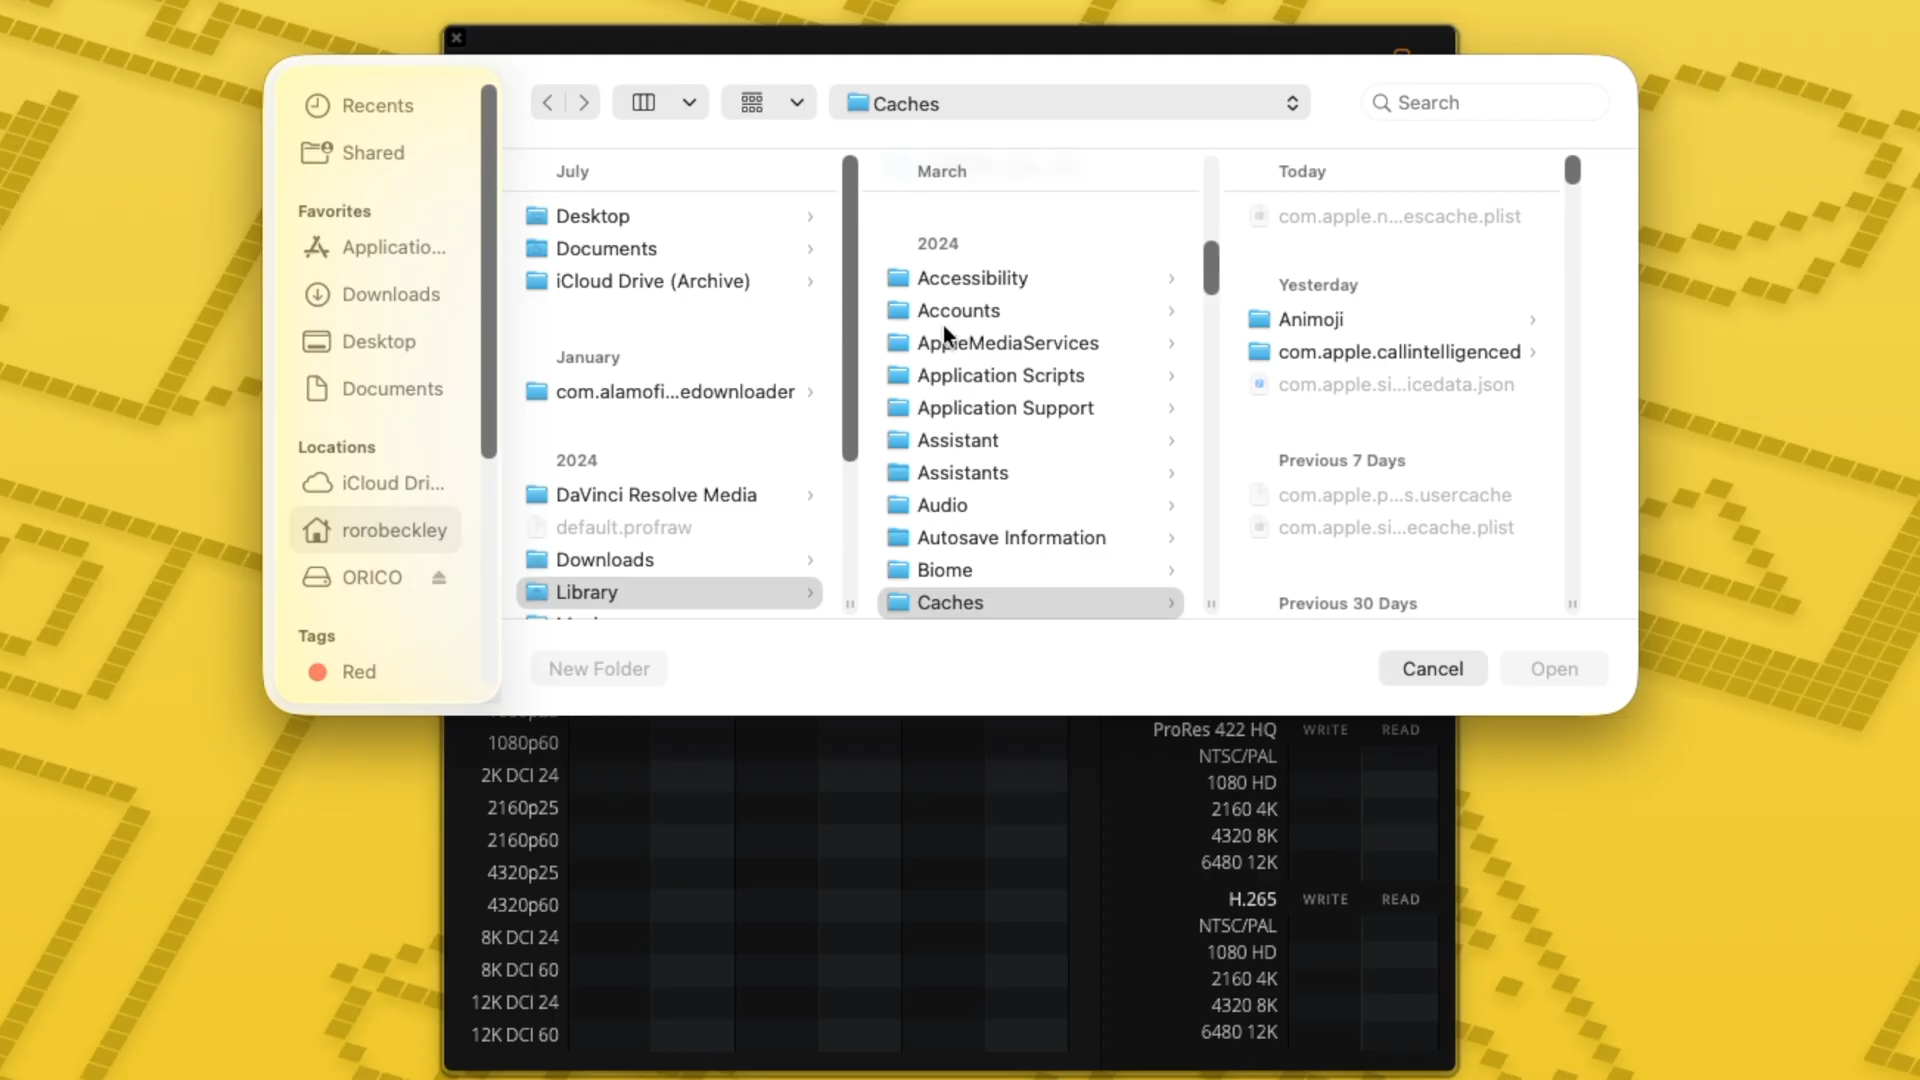 Caches
Search
Recents
Shared
Favorites
Applicatio...
Downloads
Desktop
Documents
Locations
iCloud Dri...
rorobeckley
ORICO
Tags
Red
July
Desktop
Documents
iCloud Drive (Archive)
January
com.alamofi...edownloader
2024
DaVinci Resolve Media
default.profraw
Downloads
Library
March
2024
Accessibility
Accounts
AppleMediaServices
Application Scripts
Application Support
Assistant
Assistants
Audio
Autosave Information
Biome
Caches
Today
com.apple.n...escache.plist
Yesterday
Animoji
com.apple.callintelligenced
com.apple.si...icedata.json
Previous 7 Days
com.apple.p...s.usercache
com.apple.si...ecache.plist
Previous 30 Days
New Folder
Cancel
Open
1080p60
2K DCI 24
2160p25
2160p60
4320p25
4320p60
8K DCI 24
8K DCI 60
12K DCI 24
12K DCI 60
ProRes 422 HQ WRITE READ
NTSC/PAL
1080 HD
2160 4K
4320 8K
6480 12K
H.265 WRITE READ
NTSC/PAL
1080 HD
2160 4K
4320 8K
6480 12K